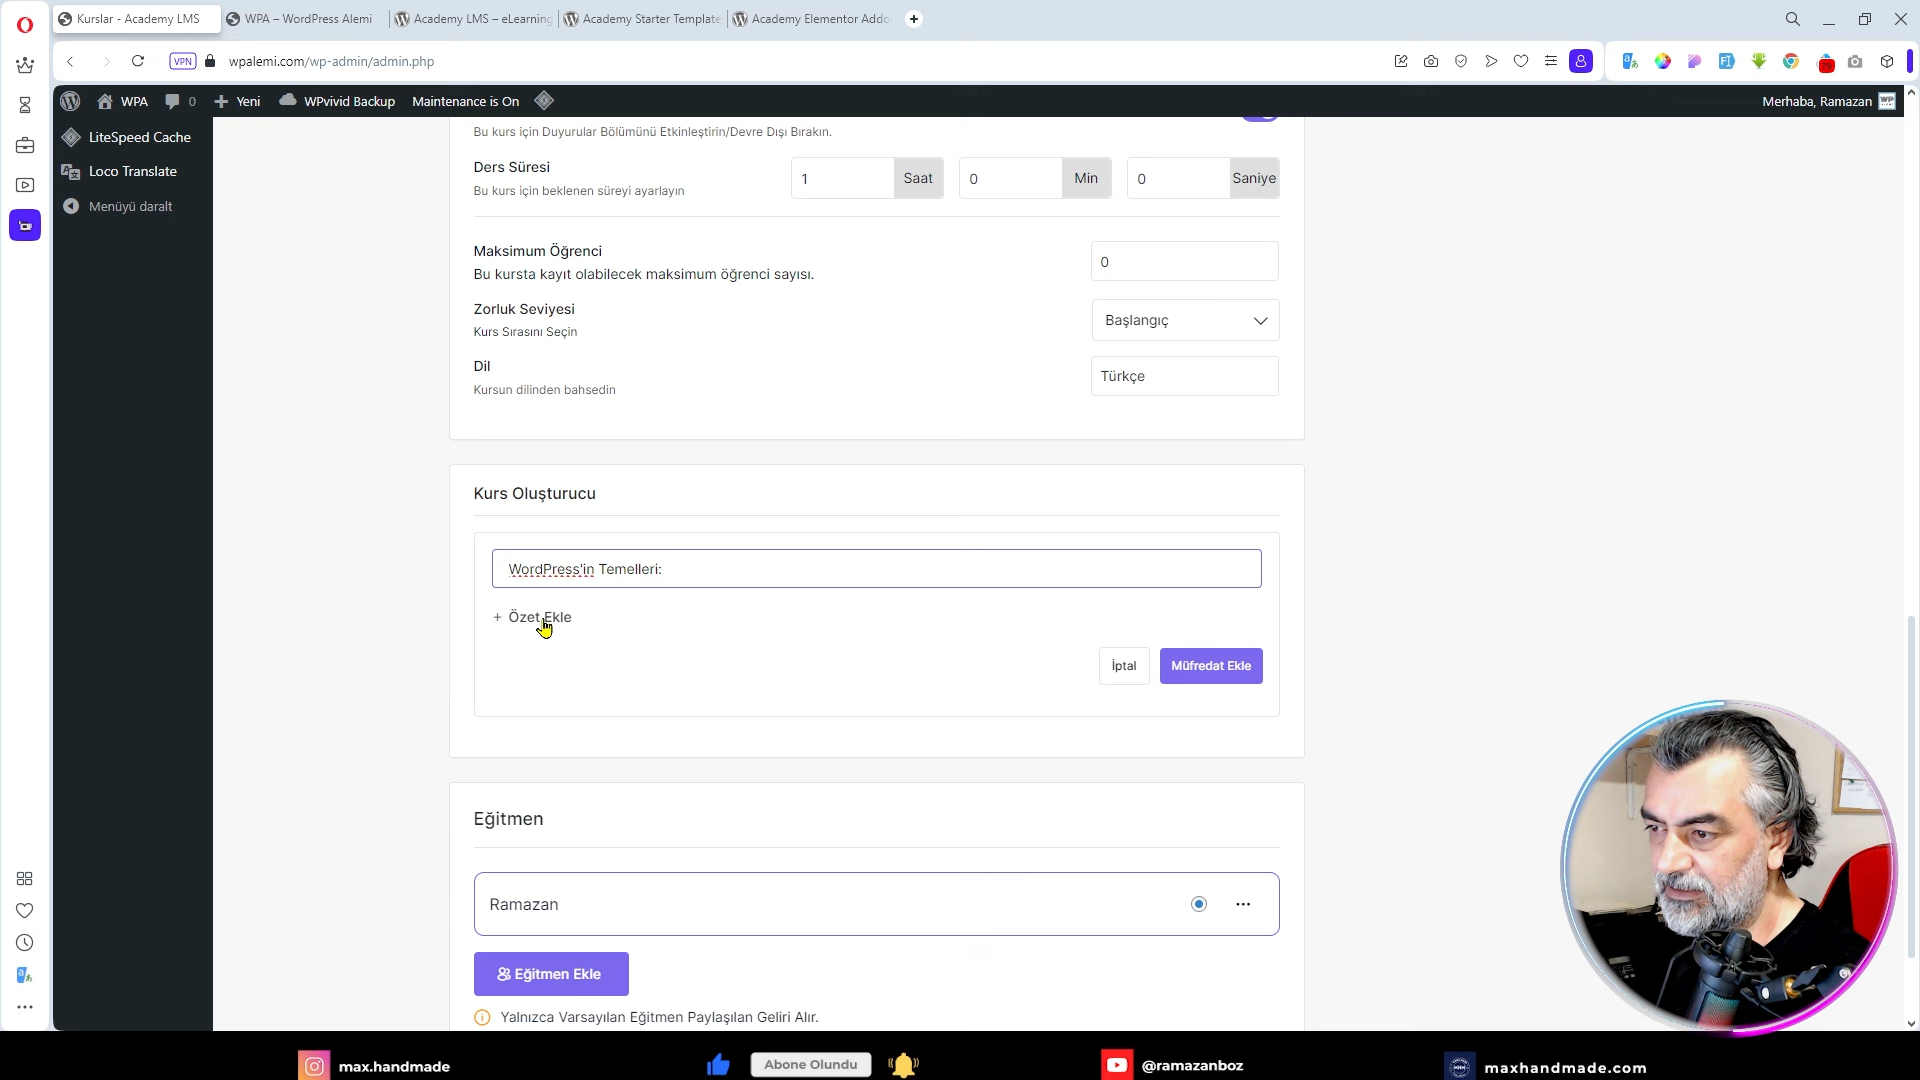 Kurslar - Academy LMS
WPA – WordPress Alemi
Academy LMS – eLearning
Academy Starter Template
Academy Elementor Addo
VPN
wpalemi.com/wp-admin/admin.php
WPA
0
Yeni
WPvivid Backup
Maintenance is On
Merhaba, Ramazan
LiteSpeed Cache
Loco Translate
Menüyü daralt
Bu kurs için Duyurular Bölümünü Etkinleştirin/Devre Dışı Bırakın.
Ders Süresi
Bu kurs için beklenen süreyi ayarlayın
1 Saat
0 Min
0 Saniye
Maksimum Öğrenci
Bu kursta kayıt olabilecek maksimum öğrenci sayısı.
0
Zorluk Seviyesi
Kurs Sırasını Seçin
Başlangıç
Dil
Kursun dilinden bahsedin
Türkçe
Kurs Oluşturucu
WordPress'in Temelleri:
+ Özet Ekle
İptal
Müfredat Ekle
Eğitmen
Ramazan
Eğitmen Ekle
Yalnızca Varsayılan Eğitmen Paylaşılan Geliri Alır.
max.handmade
Abone Olundu
@ramazanboz
maxhandmade.com